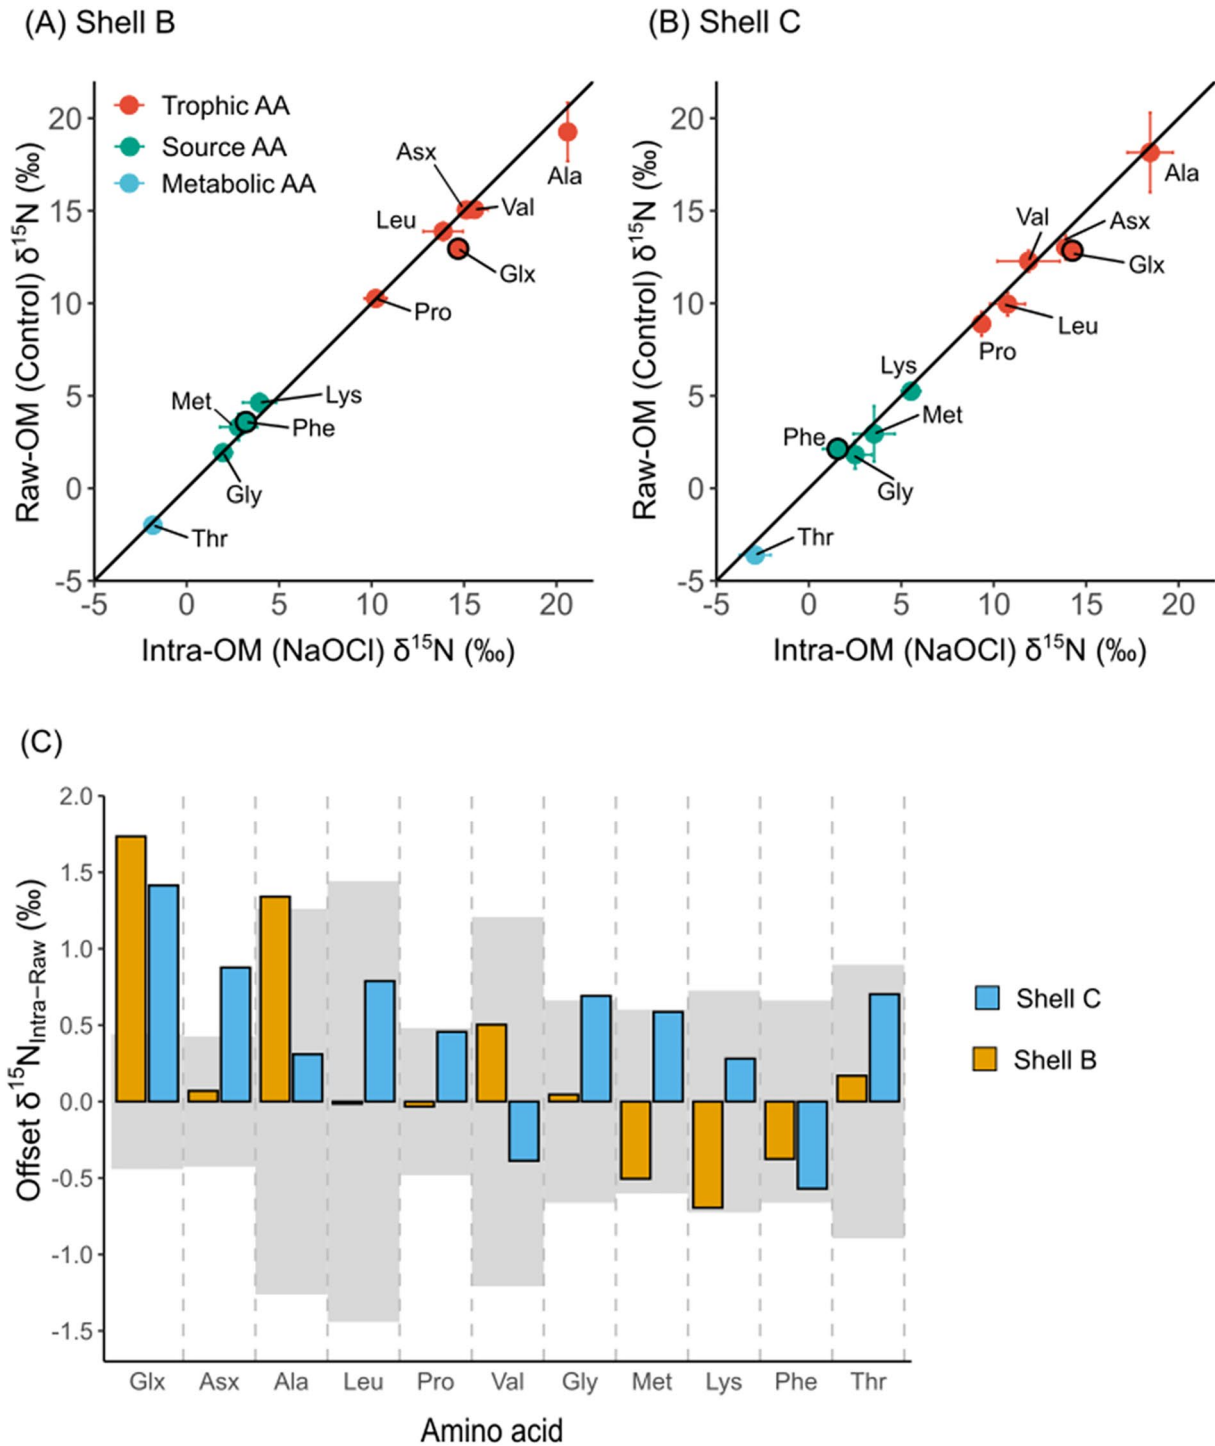 (A) Shell B
Trophic AA
Source AA
Metabolic AA
Raw-OM (Control) δ¹⁵N (‰)
20
15
10
5
0
-5
Asx
Val
Ala
Leu
Glx
Pro
Met
Lys
Phe
Gly
Thr
-5 0 5 10 15 20
Intra-OM (NaOCl) δ¹⁵N (‰)
(B) Shell C
Raw-OM (Control) δ¹⁵N (‰)
20
15
10
5
0
-5
Ala
Val
Asx
Glx
Leu
Pro
Lys
Met
Phe
Gly
Thr
-5 0 5 10 15 20
Intra-OM (NaOCl) δ¹⁵N (‰)
(C)
Offset δ¹⁵N Intra−Raw (‰)
2.0
1.5
1.0
0.5
0.0
-0.5
-1.0
-1.5
Glx Asx Ala Leu Pro Val Gly Met Lys Phe Thr
Amino acid
Shell C
Shell B